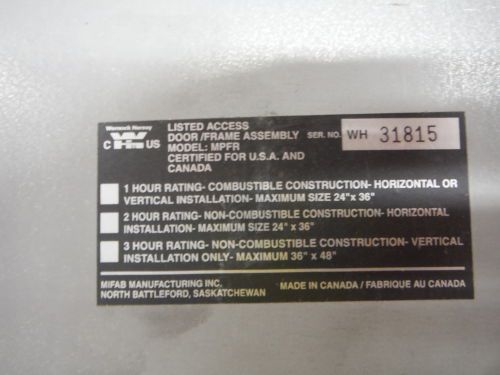 Warnock Hersey
C WH US
LISTED ACCESS
DOOR /FRAME ASSEMBLY SER. NO. WH 31815
MODEL: MPFR
CERTIFIED FOR U.S.A. AND
CANADA
1 HOUR RATING- COMBUSTIBLE CONSTRUCTION- HORIZONTAL OR
VERTICAL INSTALLATION- MAXIMUM SIZE 24"x 36"
2 HOUR RATING- NON-COMBUSTIBLE CONSTRUCTION- HORIZONTAL
INSTALLATION- MAXIMUM SIZE 24"x 36"
3 HOUR RATING- NON-COMBUSTIBLE CONSTRUCTION- VERTICAL
INSTALLATION ONLY- MAXIMUM 36"x 48"
MIFAB MANUFACTURING INC. MADE IN CANADA / FABRIQUE AU CANADA
NORTH BATTLEFORD, SASKATCHEWAN